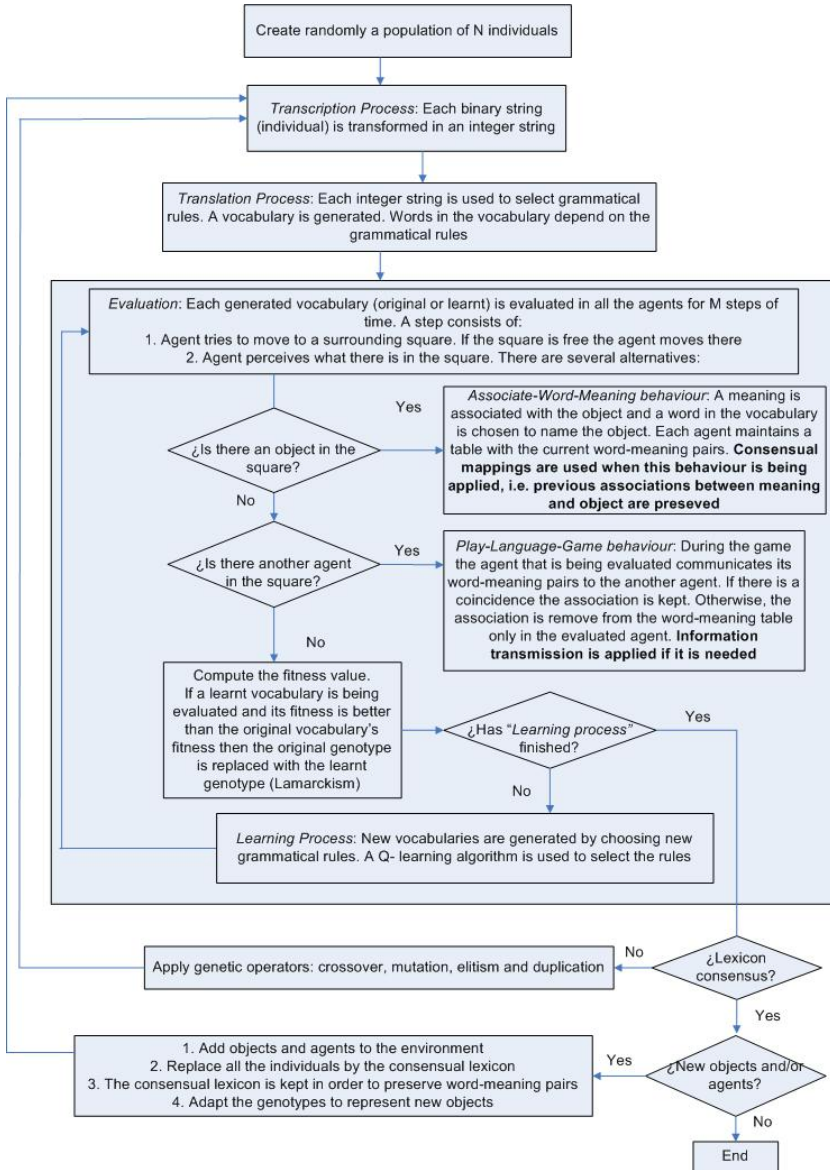 Create randomly a population of N individuals
Transcription Process: Each binary string
(individual) is transformed in an integer string
Translation Process: Each integer string is used to select grammatical
rules. A vocabulary is generated. Words in the vocabulary depend on the
grammatical rules
Evaluation: Each generated vocabulary (original or learnt) is evaluated in all the agents for M steps of
time. A step consists of:
1. Agent tries to move to a surrounding square. If the square is free the agent moves there
2. Agent perceives what there is in the square. There are several alternatives:
¿Is there an object in the
square?
Yes
Associate-Word-Meaning behaviour: A meaning is
associated with the object and a word in the vocabulary
is chosen to name the object. Each agent maintains a
table with the current word-meaning pairs. Consensual
mappings are used when this behaviour is being
applied, i.e. previous associations between meaning
and object are preseved
No
¿Is there another agent
in the square?
Yes
Play-Language-Game behaviour: During the game
the agent that is being evaluated communicates its
word-meaning pairs to the another agent. If there is a
coincidence the association is kept. Otherwise, the
association is remove from the word-meaning table
only in the evaluated agent. Information
transmission is applied if it is needed
No
Compute the fitness value.
If a learnt vocabulary is being
evaluated and its fitness is better
than the original vocabulary's
fitness then the original genotype
is replaced with the learnt
genotype (Lamarckism)
¿Has "Learning process"
finished?
Yes
No
Learning Process: New vocabularies are generated by choosing new
grammatical rules. A Q- learning algorithm is used to select the rules
¿Lexicon
consensus?
No
Apply genetic operators: crossover, mutation, elitism and duplication
Yes
¿New objects and/or
agents?
Yes
1. Add objects and agents to the environment
2. Replace all the individuals by the consensual lexicon
3. The consensual lexicon is kept in order to preserve word-meaning pairs
4. Adapt the genotypes to represent new objects
No
End